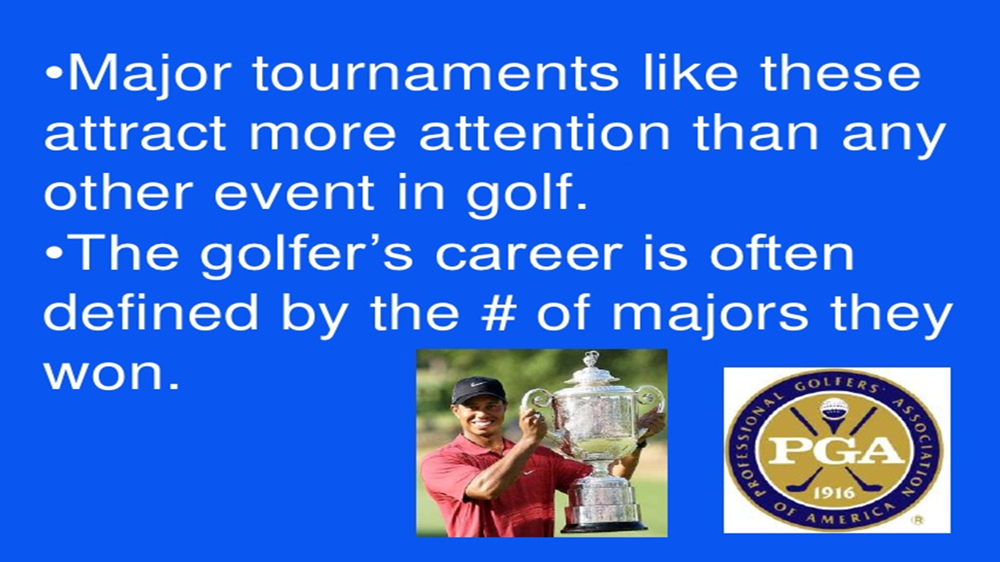 •Major tournaments like these
attract more attention than any
other event in golf.
•The golfer’s career is often
defined by the # of majors they
won.
PROFESSIONAL GOLFERS' ASSOCIATION
OF AMERICA
PGA
1916
®